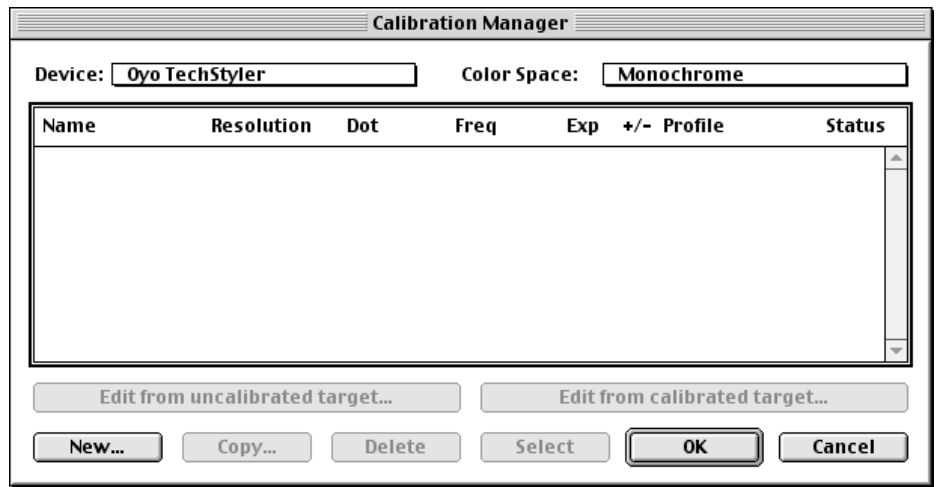 Calibration Manager
Device: Oyo TechStyler Color Space: Monochrome
Name Resolution Dot Freq Exp +/- Profile Status
Edit from uncalibrated target... Edit from calibrated target...
New... Copy... Delete Select OK Cancel